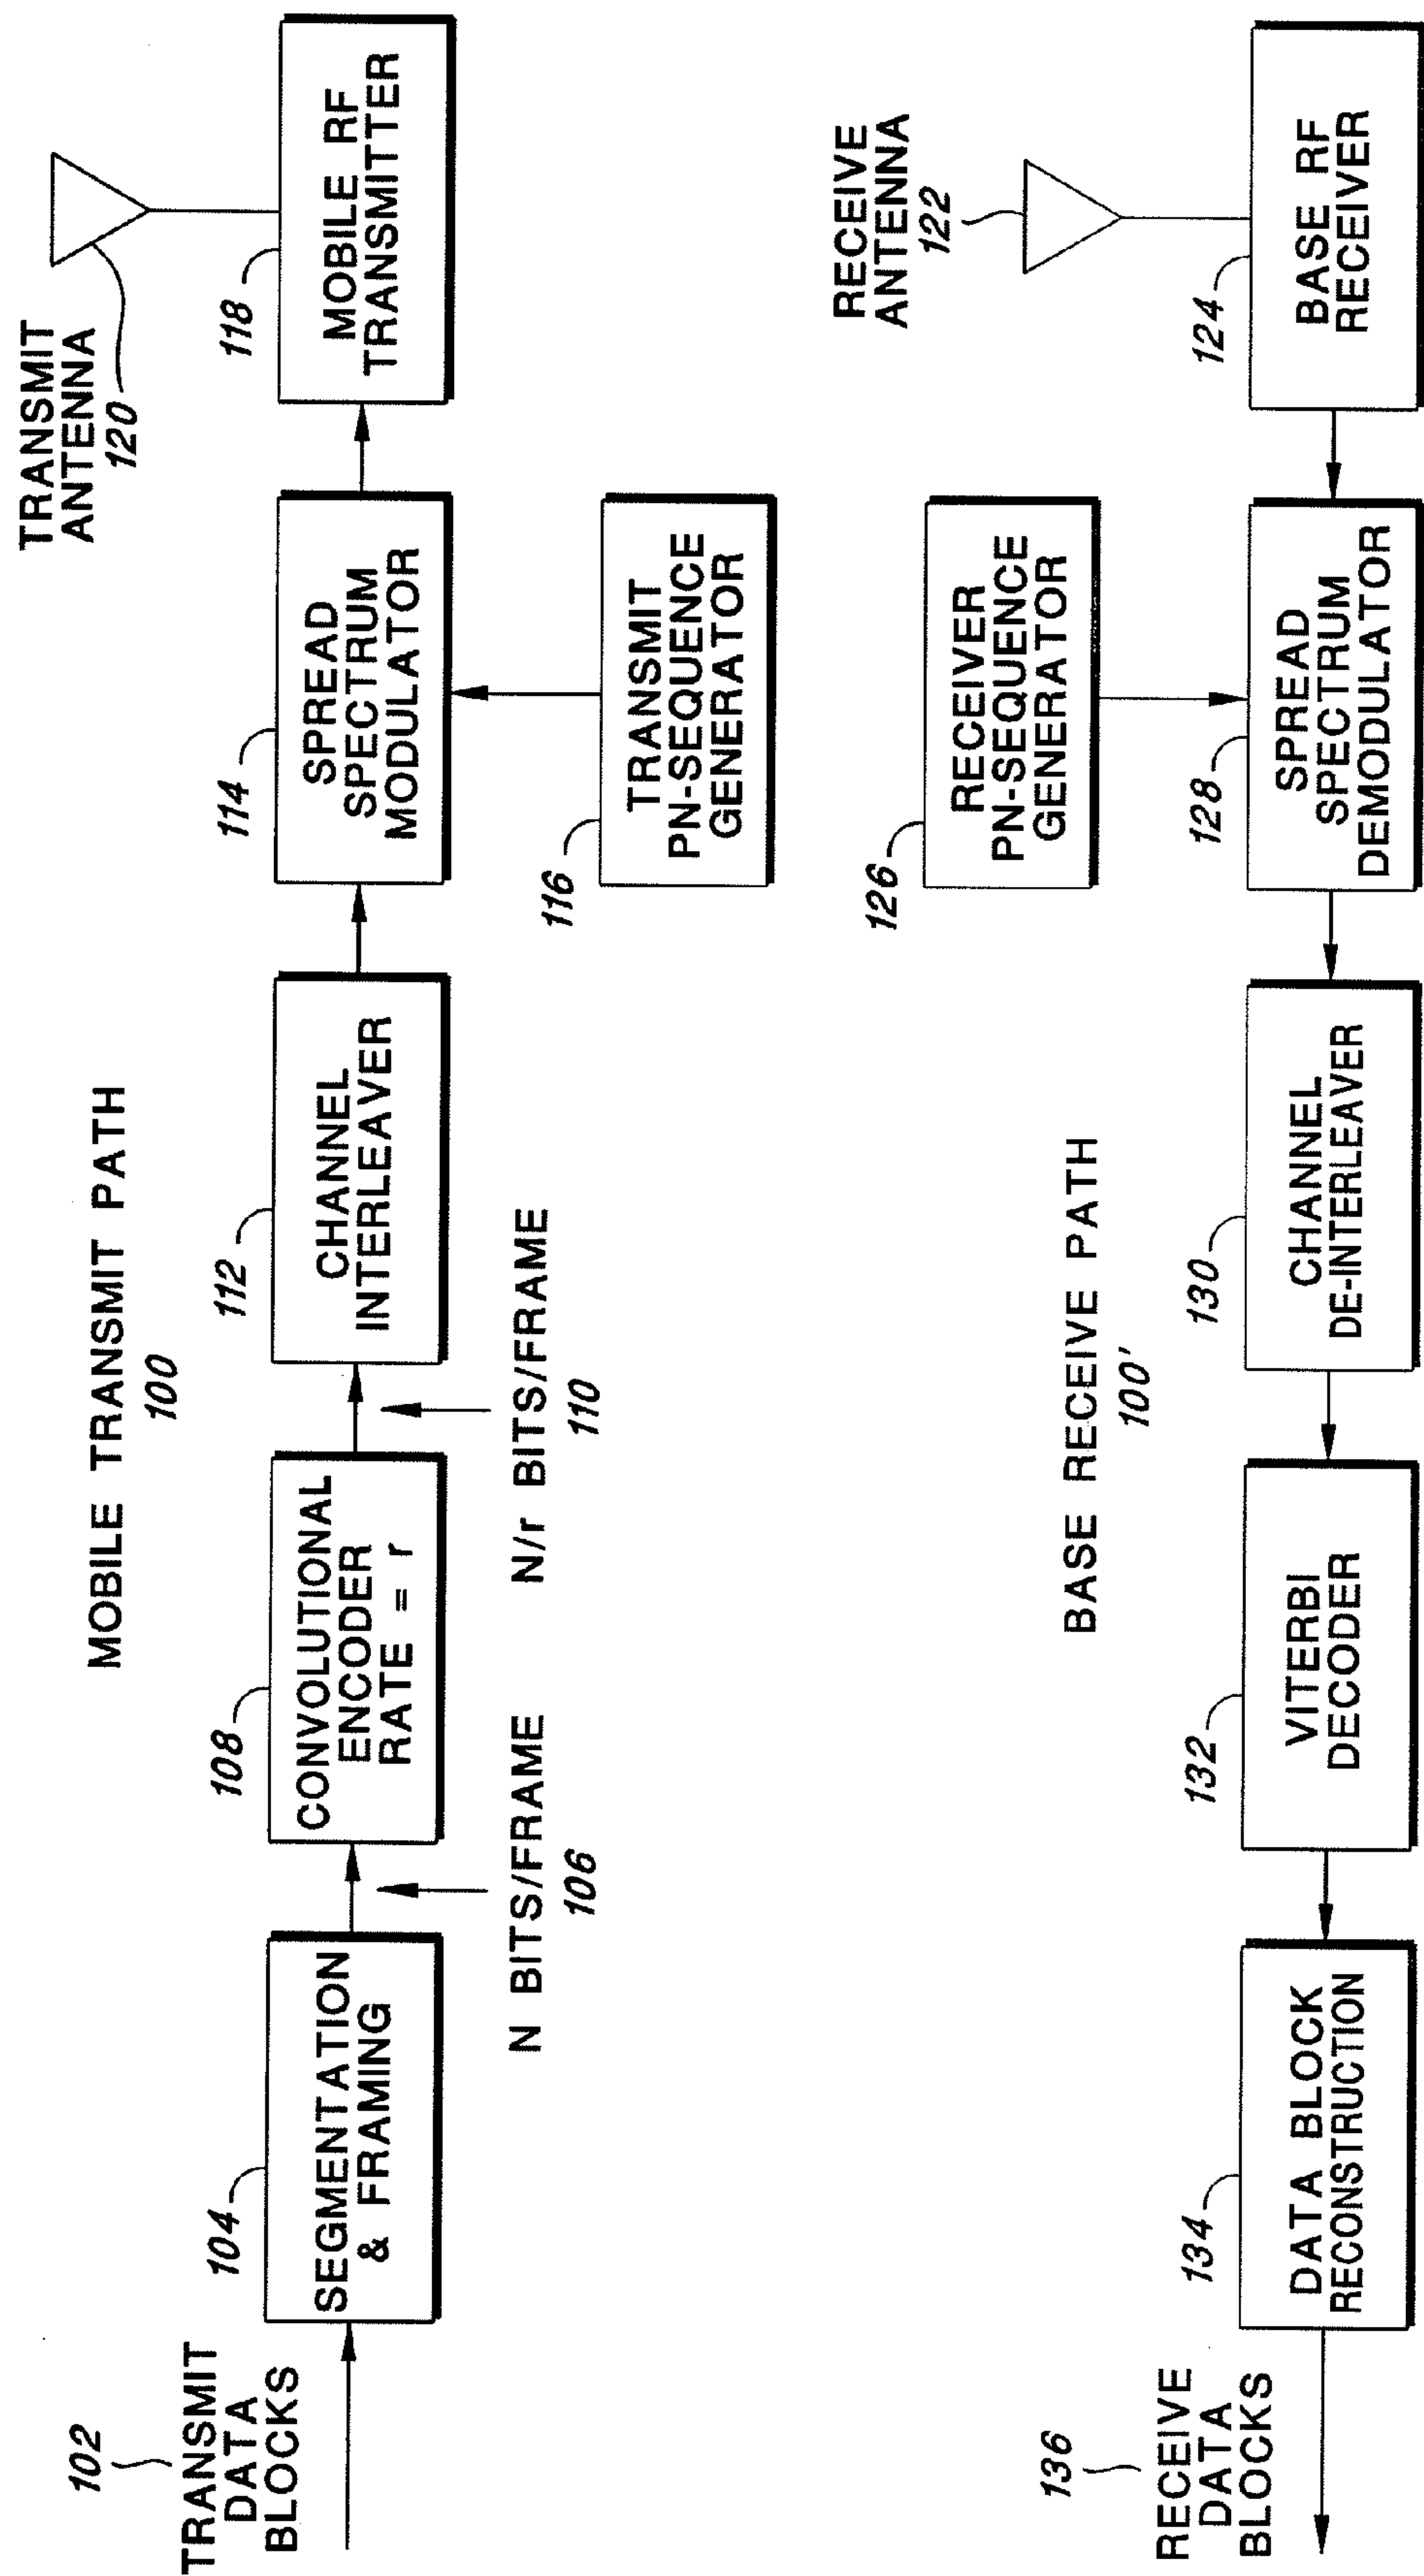 MOBILE TRANSMIT PATH
100
102
TRANSMIT
DATA
BLOCKS
104
SEGMENTATION
& FRAMING
N BITS/FRAME
106
108
CONVOLUTIONAL
ENCODER
RATE = r
N/r BITS/FRAME
110
112
CHANNEL
INTERLEAVER
114
SPREAD
SPECTRUM
MODULATOR
116
TRANSMIT
PN-SEQUENCE
GENERATOR
118
MOBILE RF
TRANSMITTER
TRANSMIT
ANTENNA
120
BASE RECEIVE PATH
100'
RECEIVE
ANTENNA
122
124
BASE RF
RECEIVER
126
RECEIVER
PN-SEQUENCE
GENERATOR
128
SPREAD
SPECTRUM
DEMODULATOR
130
CHANNEL
DE-INTERLEAVER
132
VITERBI
DECODER
134
DATA BLOCK
RECONSTRUCTION
136
RECEIVE
DATA
BLOCKS